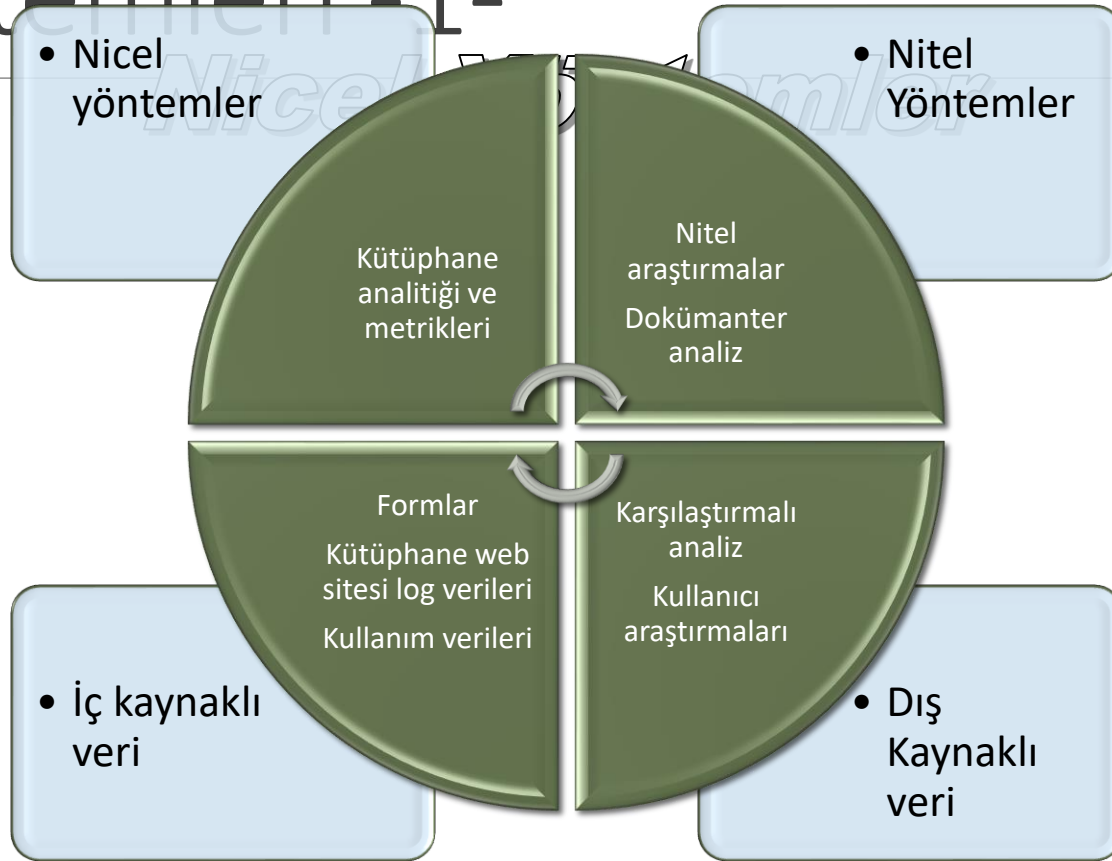 • Nicel
yöntemler
• Nitel
Yöntemler
Kütüphane
analitiği ve
metrikleri
Nitel
araştırmalar
Dokümanter
analiz
Formlar
Kütüphane web
sitesi log verileri
Kullanım verileri
Karşılaştırmalı
analiz
Kullanıcı
araştırmaları
• İç kaynaklı
veri
• Dış
Kaynaklı
veri